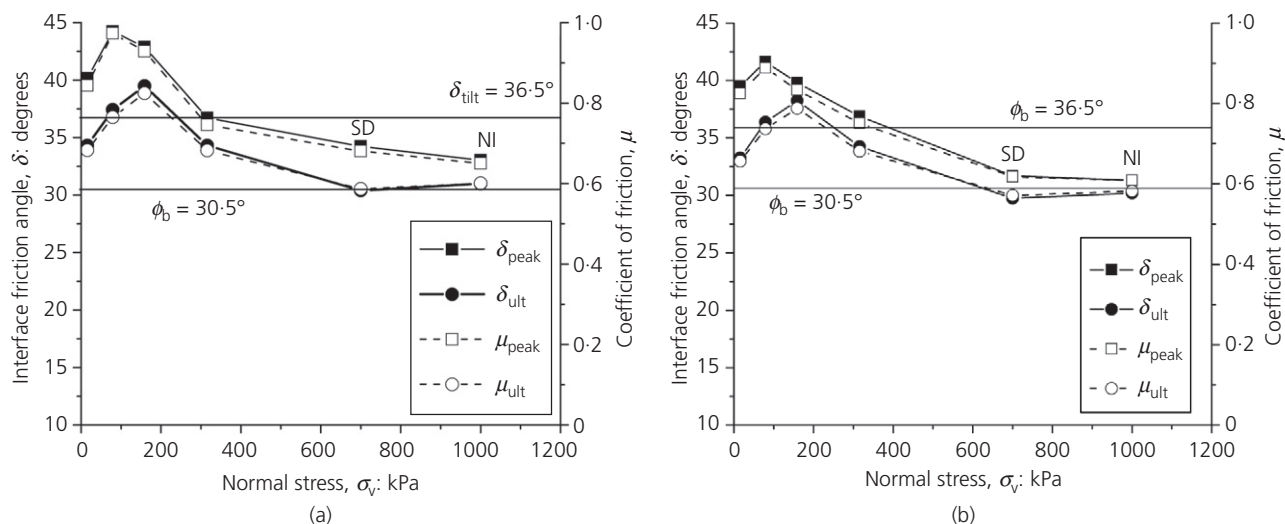 45
40
35
30
25
20
15
10
Interface friction angle, δ: degrees
1·0
0·8
0·6
0·4
0·2
0
Coefficient of friction, μ
δtilt = 36·5°
SD
NI
ϕb = 30·5°
δpeak
δult
μpeak
μult
0 200 400 600 800 1000 1200
Normal stress, σv: kPa
(a)
45
40
35
30
25
20
15
10
Interface friction angle, δ: degrees
1·0
0·8
0·6
0·4
0·2
0
Coefficient of friction, μ
ϕb = 36·5°
SD
NI
ϕb = 30·5°
δpeak
δult
μpeak
μult
0 200 400 600 800 1000 1200
Normal stress, σv: kPa
(b)